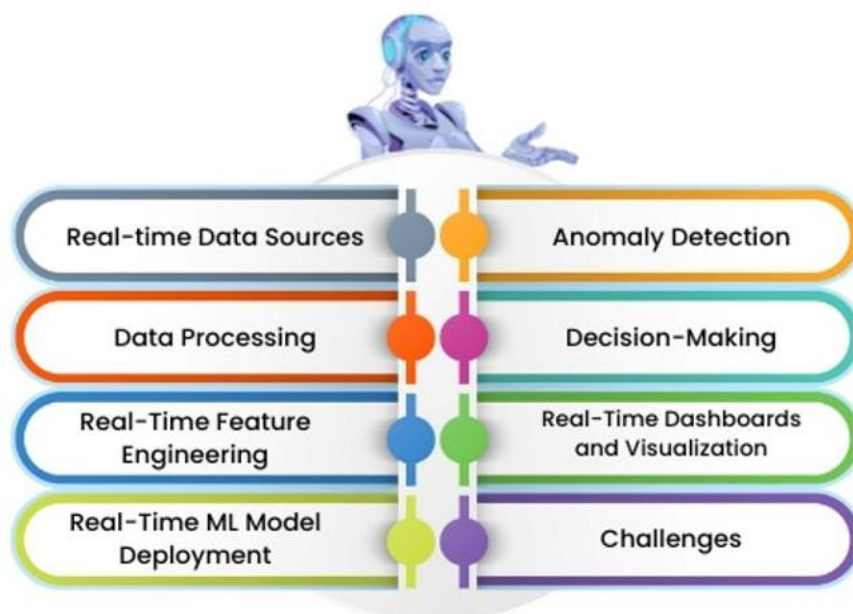 Real-time Data Sources
Data Processing
Real-Time Feature
Engineering
Real-Time ML Model
Deployment
Anomaly Detection
Decision-Making
Real-Time Dashboards
and Visualization
Challenges